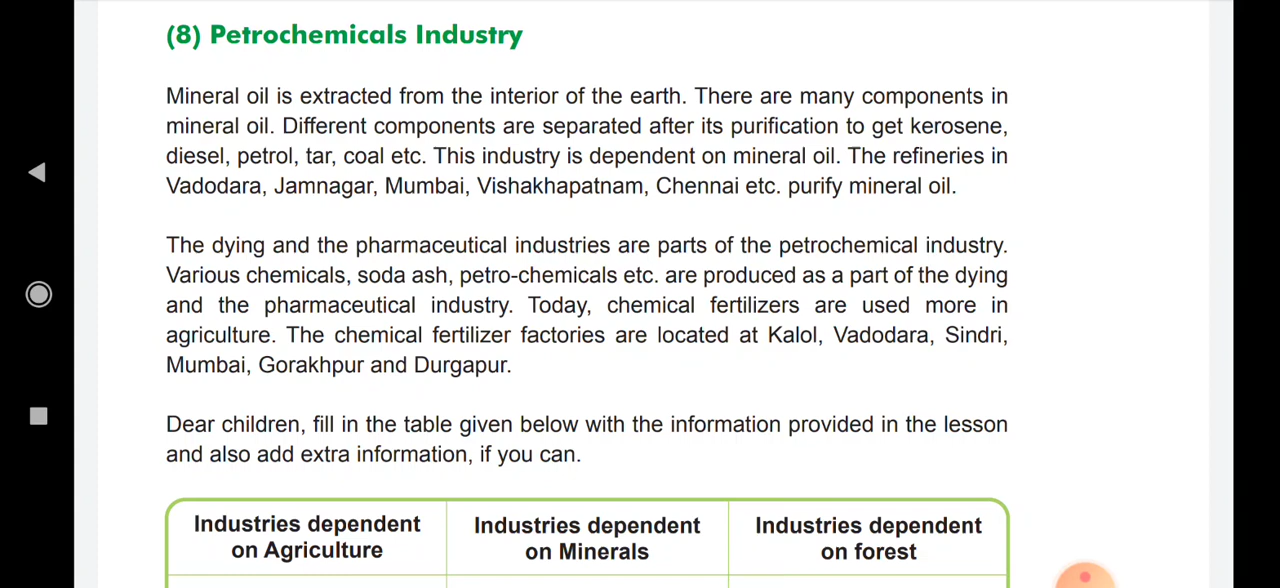 (8) Petrochemicals Industry
Mineral oil is extracted from the interior of the earth. There are many components in
mineral oil. Different components are separated after its purification to get kerosene,
diesel, petrol, tar, coal etc. This industry is dependent on mineral oil. The refineries in
Vadodara, Jamnagar, Mumbai, Vishakhapatnam, Chennai etc. purify mineral oil.
The dying and the pharmaceutical industries are parts of the petrochemical industry.
Various chemicals, soda ash, petro-chemicals etc. are produced as a part of the dying
and the pharmaceutical industry. Today, chemical fertilizers are used more in
agriculture. The chemical fertilizer factories are located at Kalol, Vadodara, Sindri,
Mumbai, Gorakhpur and Durgapur.
Dear children, fill in the table given below with the information provided in the lesson
and also add extra information, if you can.
Industries dependent
on Agriculture
Industries dependent
on Minerals
Industries dependent
on forest